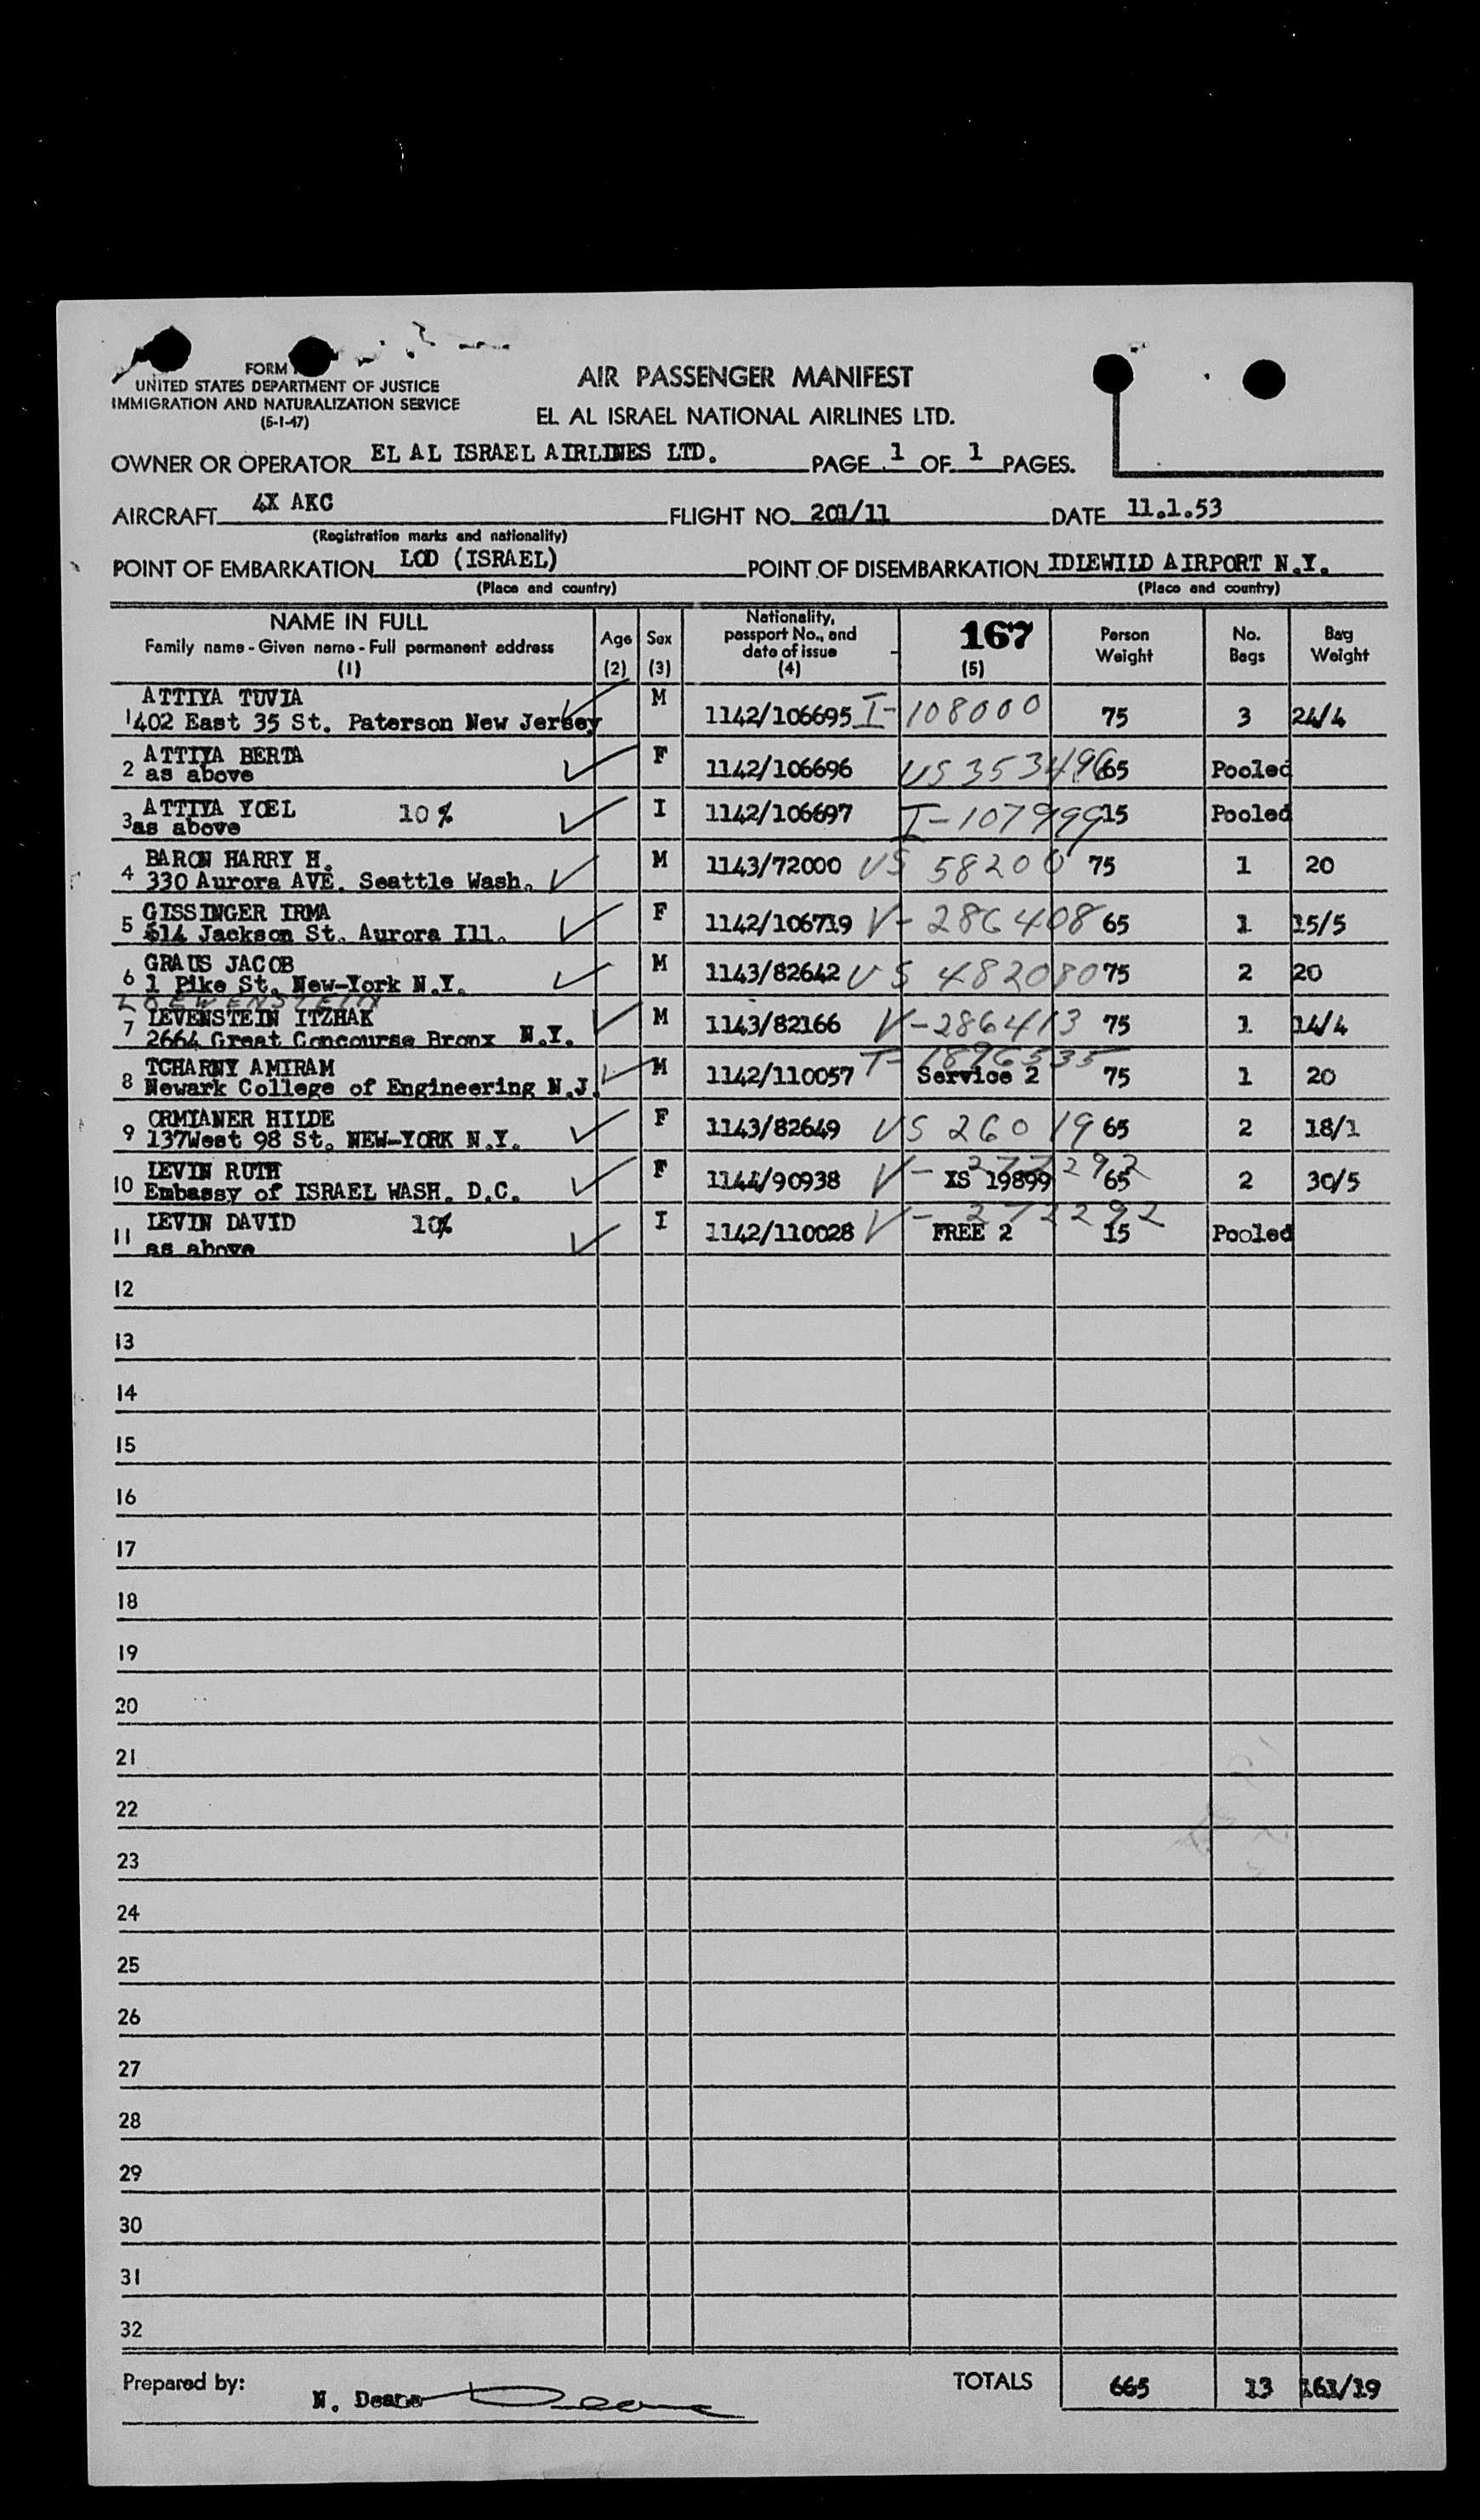 FORM
UNITED STATES DEPARTMENT OF JUSTICE
IMMIGRATION AND NATURALIZATION SERVICE
(5-1-47)
AIR PASSENGER MANIFEST
EL AL ISRAEL NATIONAL AIRLINES LTD.
OWNER OR OPERATOR EL AL ISRAEL AIRLINES LTD. PAGE 1 OF 1 PAGES.
AIRCRAFT 4X AKC FLIGHT NO. 201/11 DATE 11.1.53
(Registration marks and nationality)
POINT OF EMBARKATION LOD (ISRAEL) POINT OF DISEMBARKATION IDLEWILD AIRPORT N.Y.
(Place and country) (Place and country)
NAME IN FULL
Family name - Given name - Full permanent address
(1)
Age
(2)
Sex
(3)
Nationality,
passport No., and
date of issue
(4)
167
(5)
Person
Weight
No.
Bags
Bag
Weight
ATTIYA TUVIA M
1 402 East 35 St. Paterson New Jersey 1142/106695 I-108000 75 3 24/4
ATTIYA BERTA F
2 as above 1142/106696 US 353496 65 Pooled
ATTIYA YOEL 10% I 1142/106697 I-107999 15 Pooled
3 as above
BARON HARRY H. M
4 330 Aurora AVE. Seattle Wash. 1143/72000 US 58200 75 1 20
GISSINGER IRMA F
5 614 Jackson St. Aurora Ill. 1142/106719 V-286408 65 1 15/5
GRAUS JACOB M
6 1 Pike St. New-York N.Y. 1143/82642 US 482080 75 2 20
LOEWENSTEIN
7 LEVENSTEIN ITZHAK M 1143/82166 V-286413 75 1 14/4
2664 Great Concourse Bronx N.Y.
TCHARNY AMIRAM M T-1896535
8 Newark College of Engineering N.J. 1142/110057 Service 2 75 1 20
ORMIANER HILDE F
9 137West 98 St. NEW-YORK N.Y. 1143/82649 US 26019 65 2 18/1
LEVIN RUTH F V-272292
10 Embassy of ISRAEL WASH. D.C. 1144/90938 XS 19899 65 2 30/5
LEVIN DAVID 10% I V-272292
11 as above 1142/110028 FREE 2 15 Pooled
12
13
14
15
16
17
18
19
20
21
22
23
24
25
26
27
28
29
30
31
32
Prepared by: N. Deane Deane TOTALS 665 13 161/19